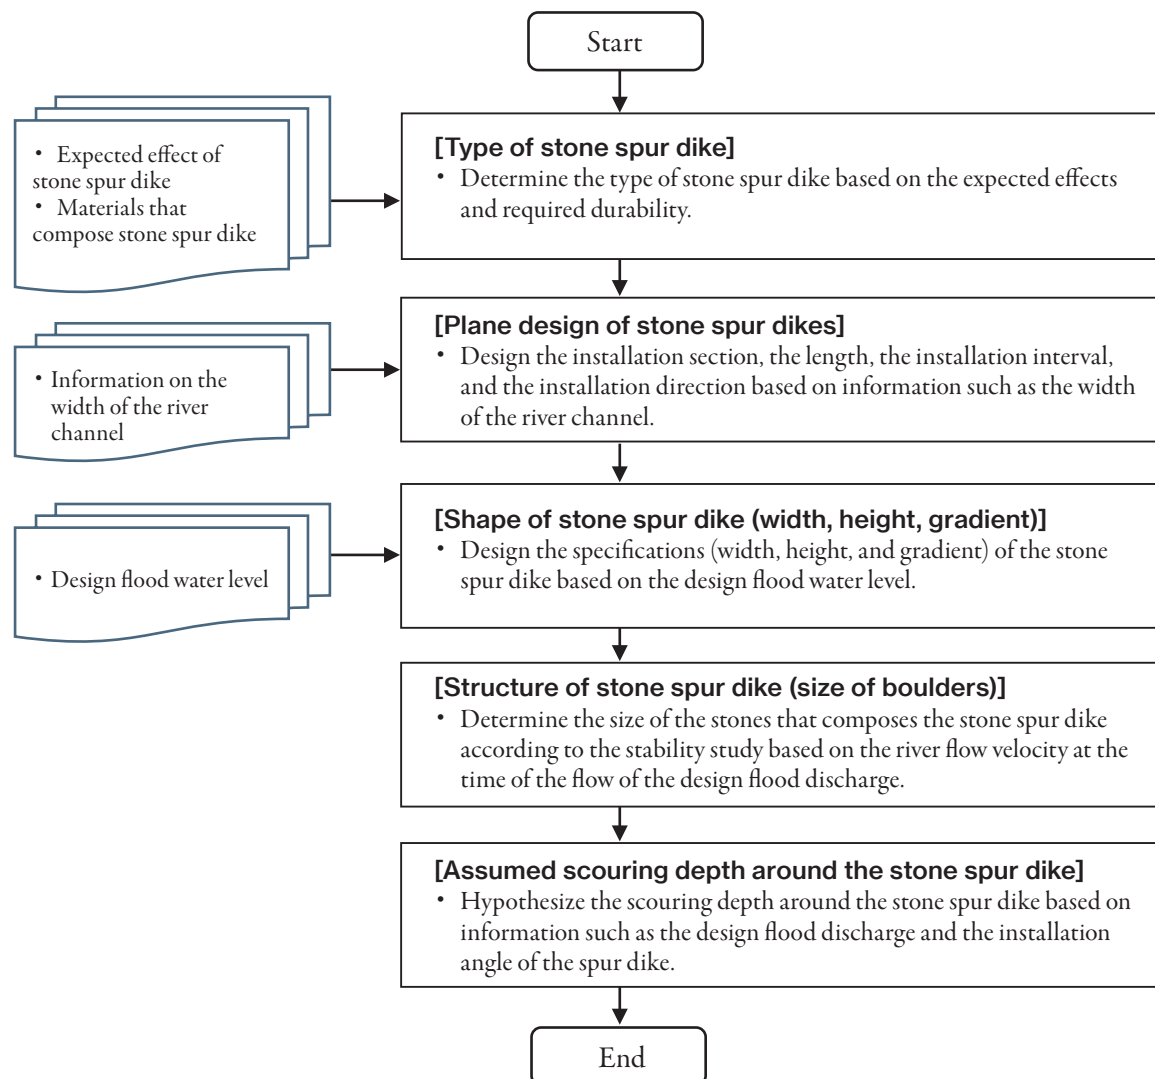 Start
• Expected effect of
stone spur dike
• Materials that
compose stone spur dike
[Type of stone spur dike]
• Determine the type of stone spur dike based on the expected effects
and required durability.
• Information on the
width of the river
channel
[Plane design of stone spur dikes]
• Design the installation section, the length, the installation interval,
and the installation direction based on information such as the width
of the river channel.
• Design flood water level
[Shape of stone spur dike (width, height, gradient)]
• Design the specifications (width, height, and gradient) of the stone
spur dike based on the design flood water level.
[Structure of stone spur dike (size of boulders)]
• Determine the size of the stones that composes the stone spur dike
according to the stability study based on the river flow velocity at the
time of the flow of the design flood discharge.
[Assumed scouring depth around the stone spur dike]
• Hypothesize the scouring depth around the stone spur dike based on
information such as the design flood discharge and the installation
angle of the spur dike.
End